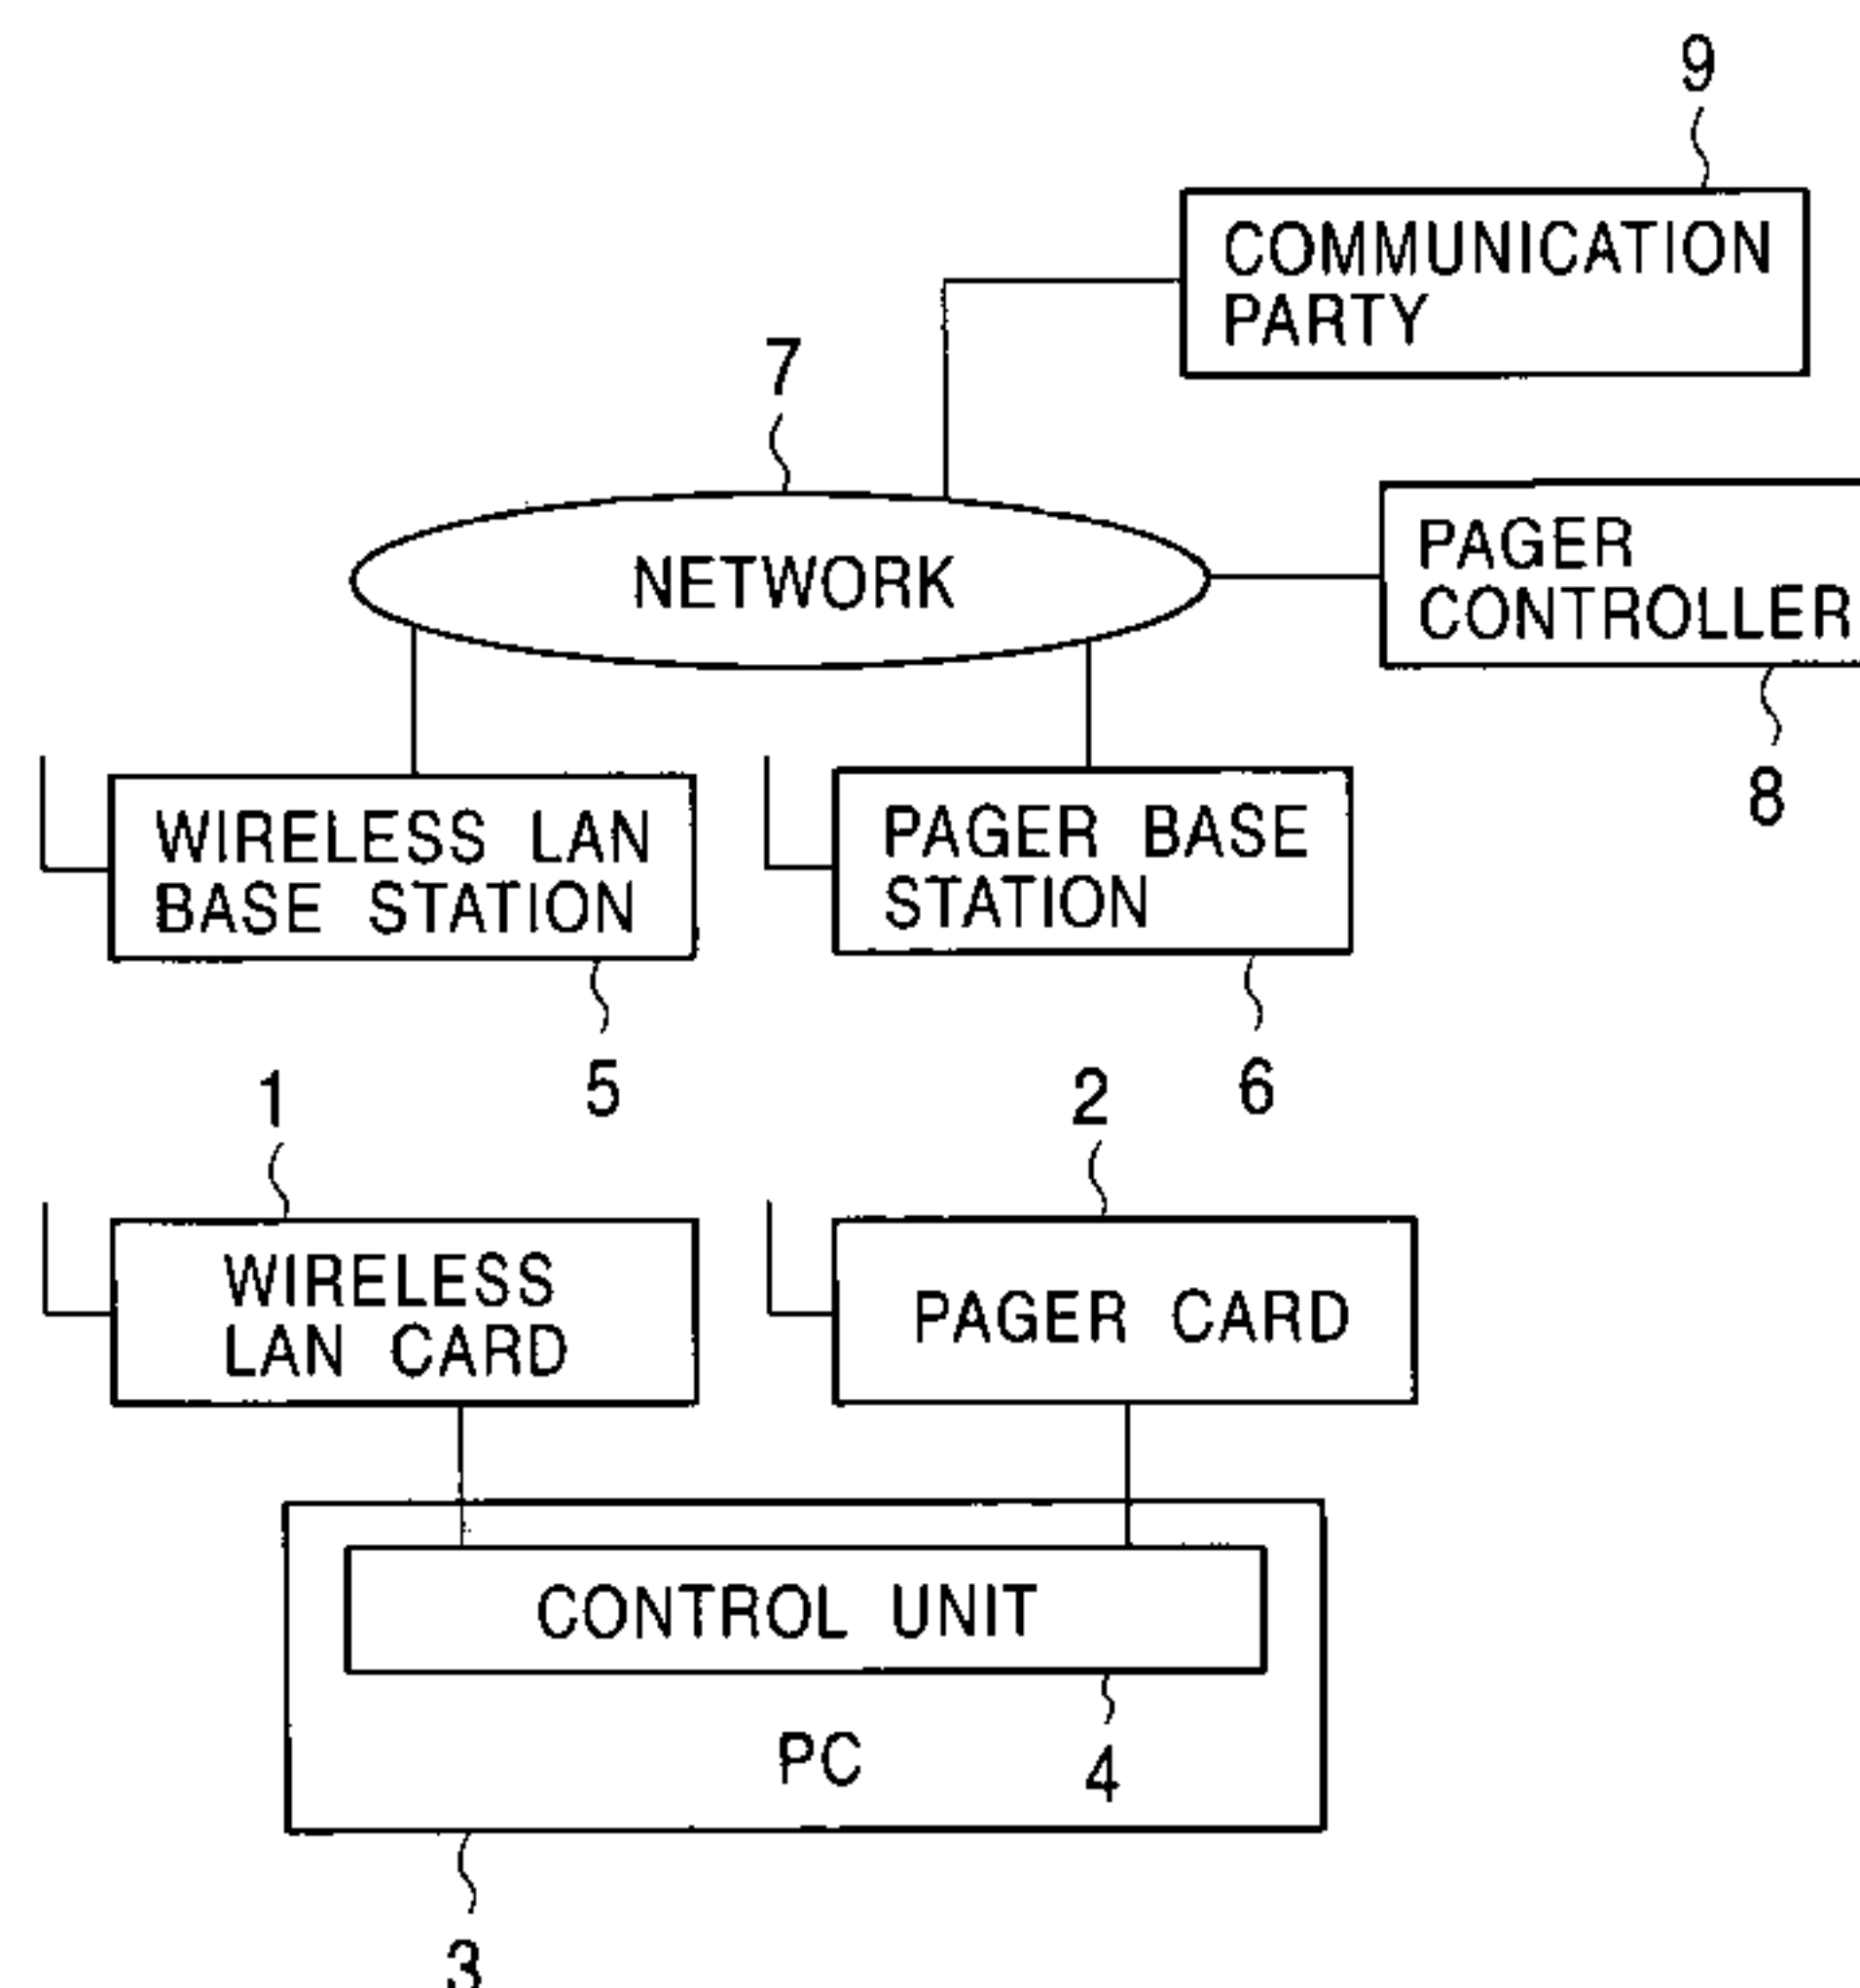 9
COMMUNICATION
PARTY
7
NETWORK
PAGER
CONTROLLER
8
WIRELESS LAN
BASE STATION
PAGER BASE
STATION
5
6
1
2
WIRELESS
LAN CARD
PAGER CARD
CONTROL UNIT
PC
4
3